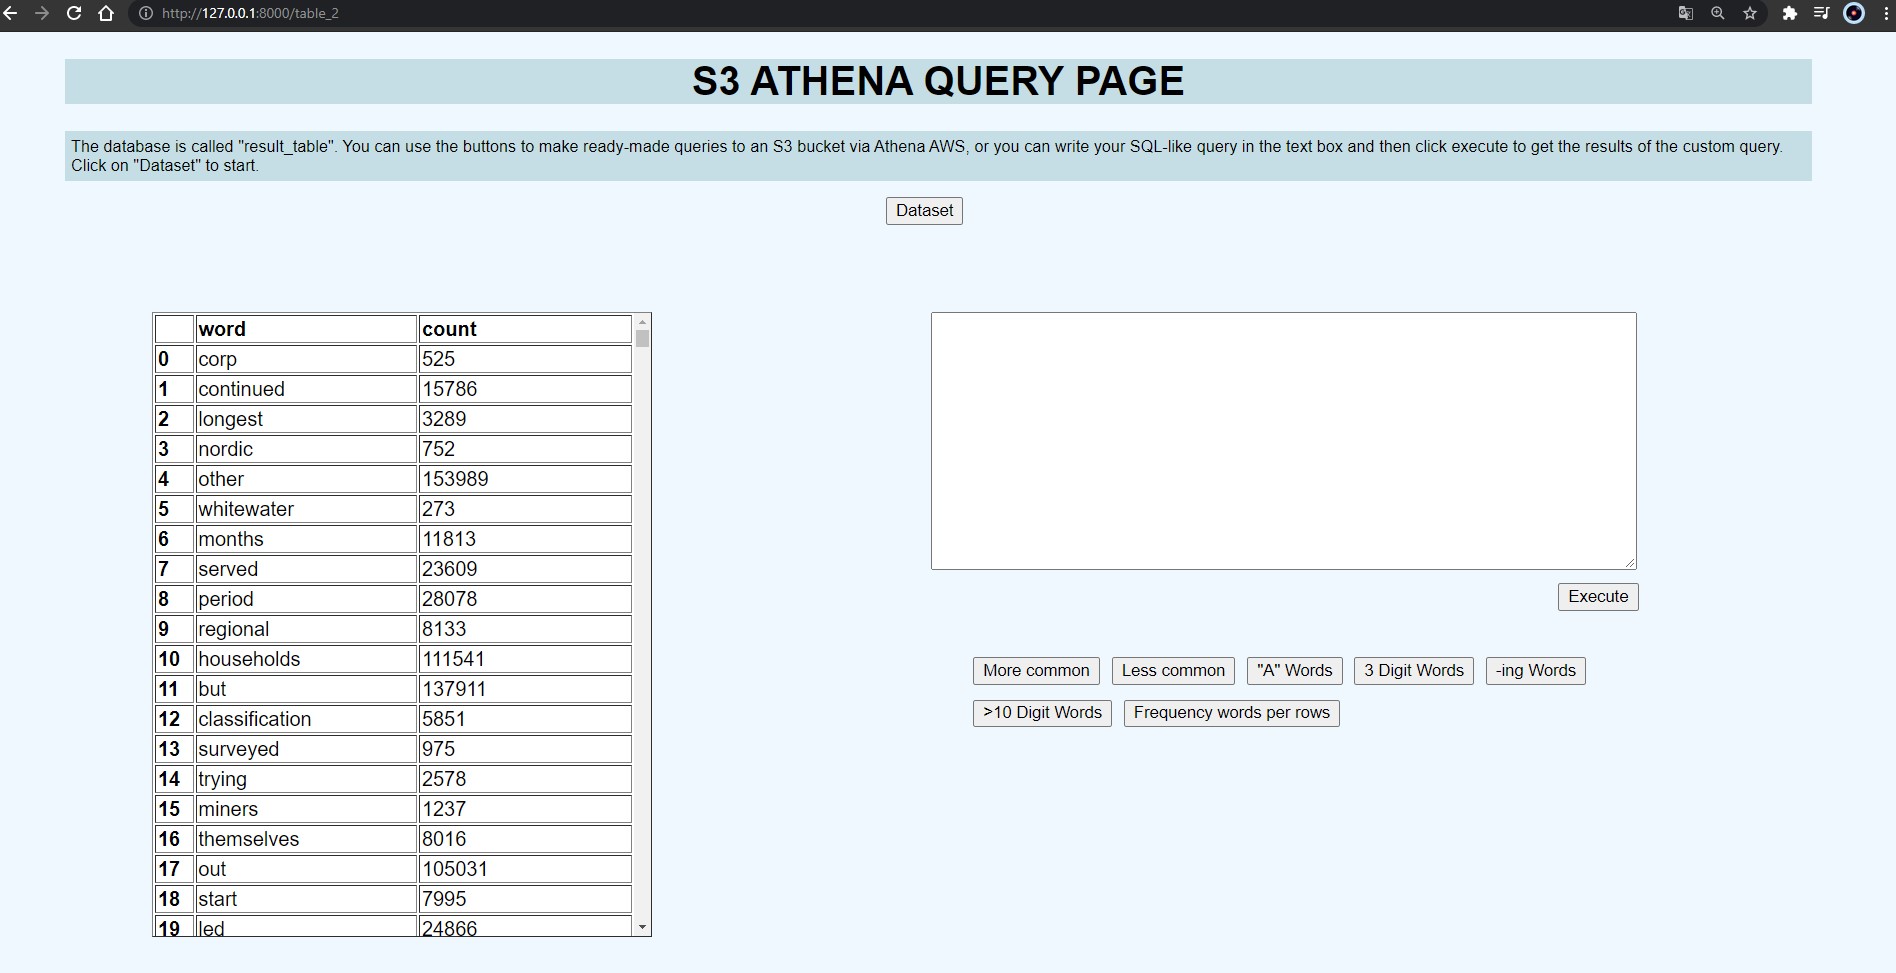 http://127.0.0.1:8000/table_2
S3 ATHENA QUERY PAGE
The database is called "result_table". You can use the buttons to make ready-made queries to an S3 bucket via Athena AWS, or you can write your SQL-like query in the text box and then click execute to get the results of the custom query.
Click on "Dataset" to start.
Dataset
word count
0 corp 525
1 continued 15786
2 longest 3289
3 nordic 752
4 other 153989
5 whitewater 273
6 months 11813
7 served 23609
8 period 28078
9 regional 8133
10 households 111541
11 but 137911
12 classification 5851
13 surveyed 975
14 trying 2578
15 miners 1237
16 themselves 8016
17 out 105031
18 start 7995
19 led 24866
Execute
More common Less common "A" Words 3 Digit Words -ing Words
>10 Digit Words Frequency words per rows